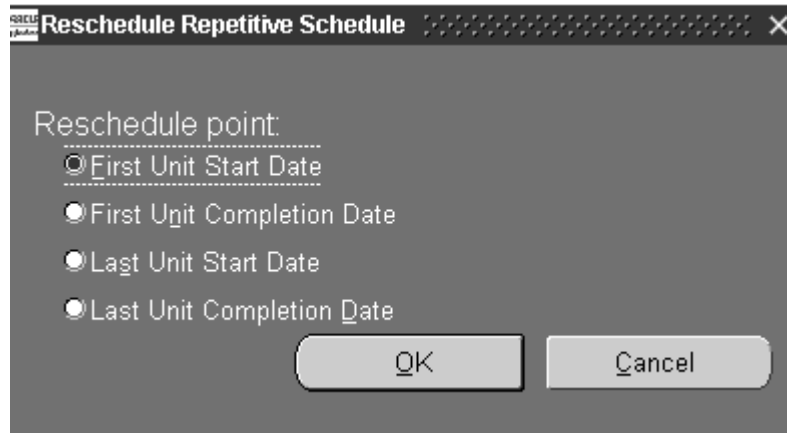 Reschedule Repetitive Schedule
Reschedule point:
First Unit Start Date
First Unit Completion Date
Last Unit Start Date
Last Unit Completion Date
OK Cancel